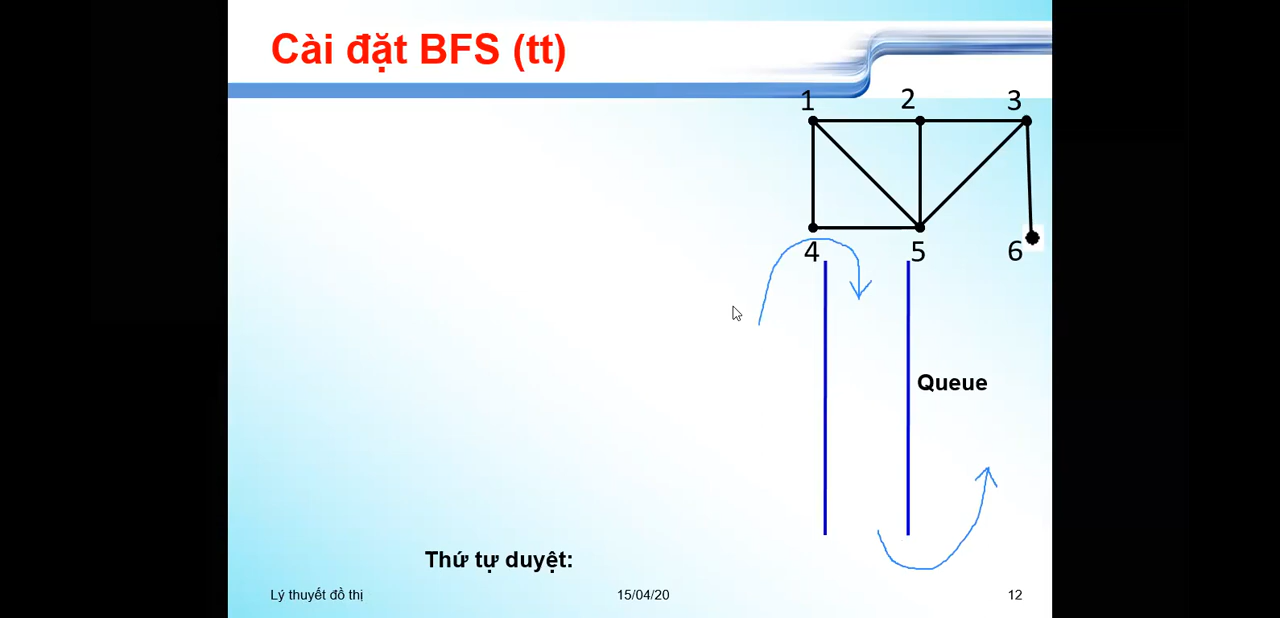 Cài đặt BFS (tt)
1 2 3
4 5 6
Queue
Thứ tự duyệt:
Lý thuyết đồ thị 15/04/20 12